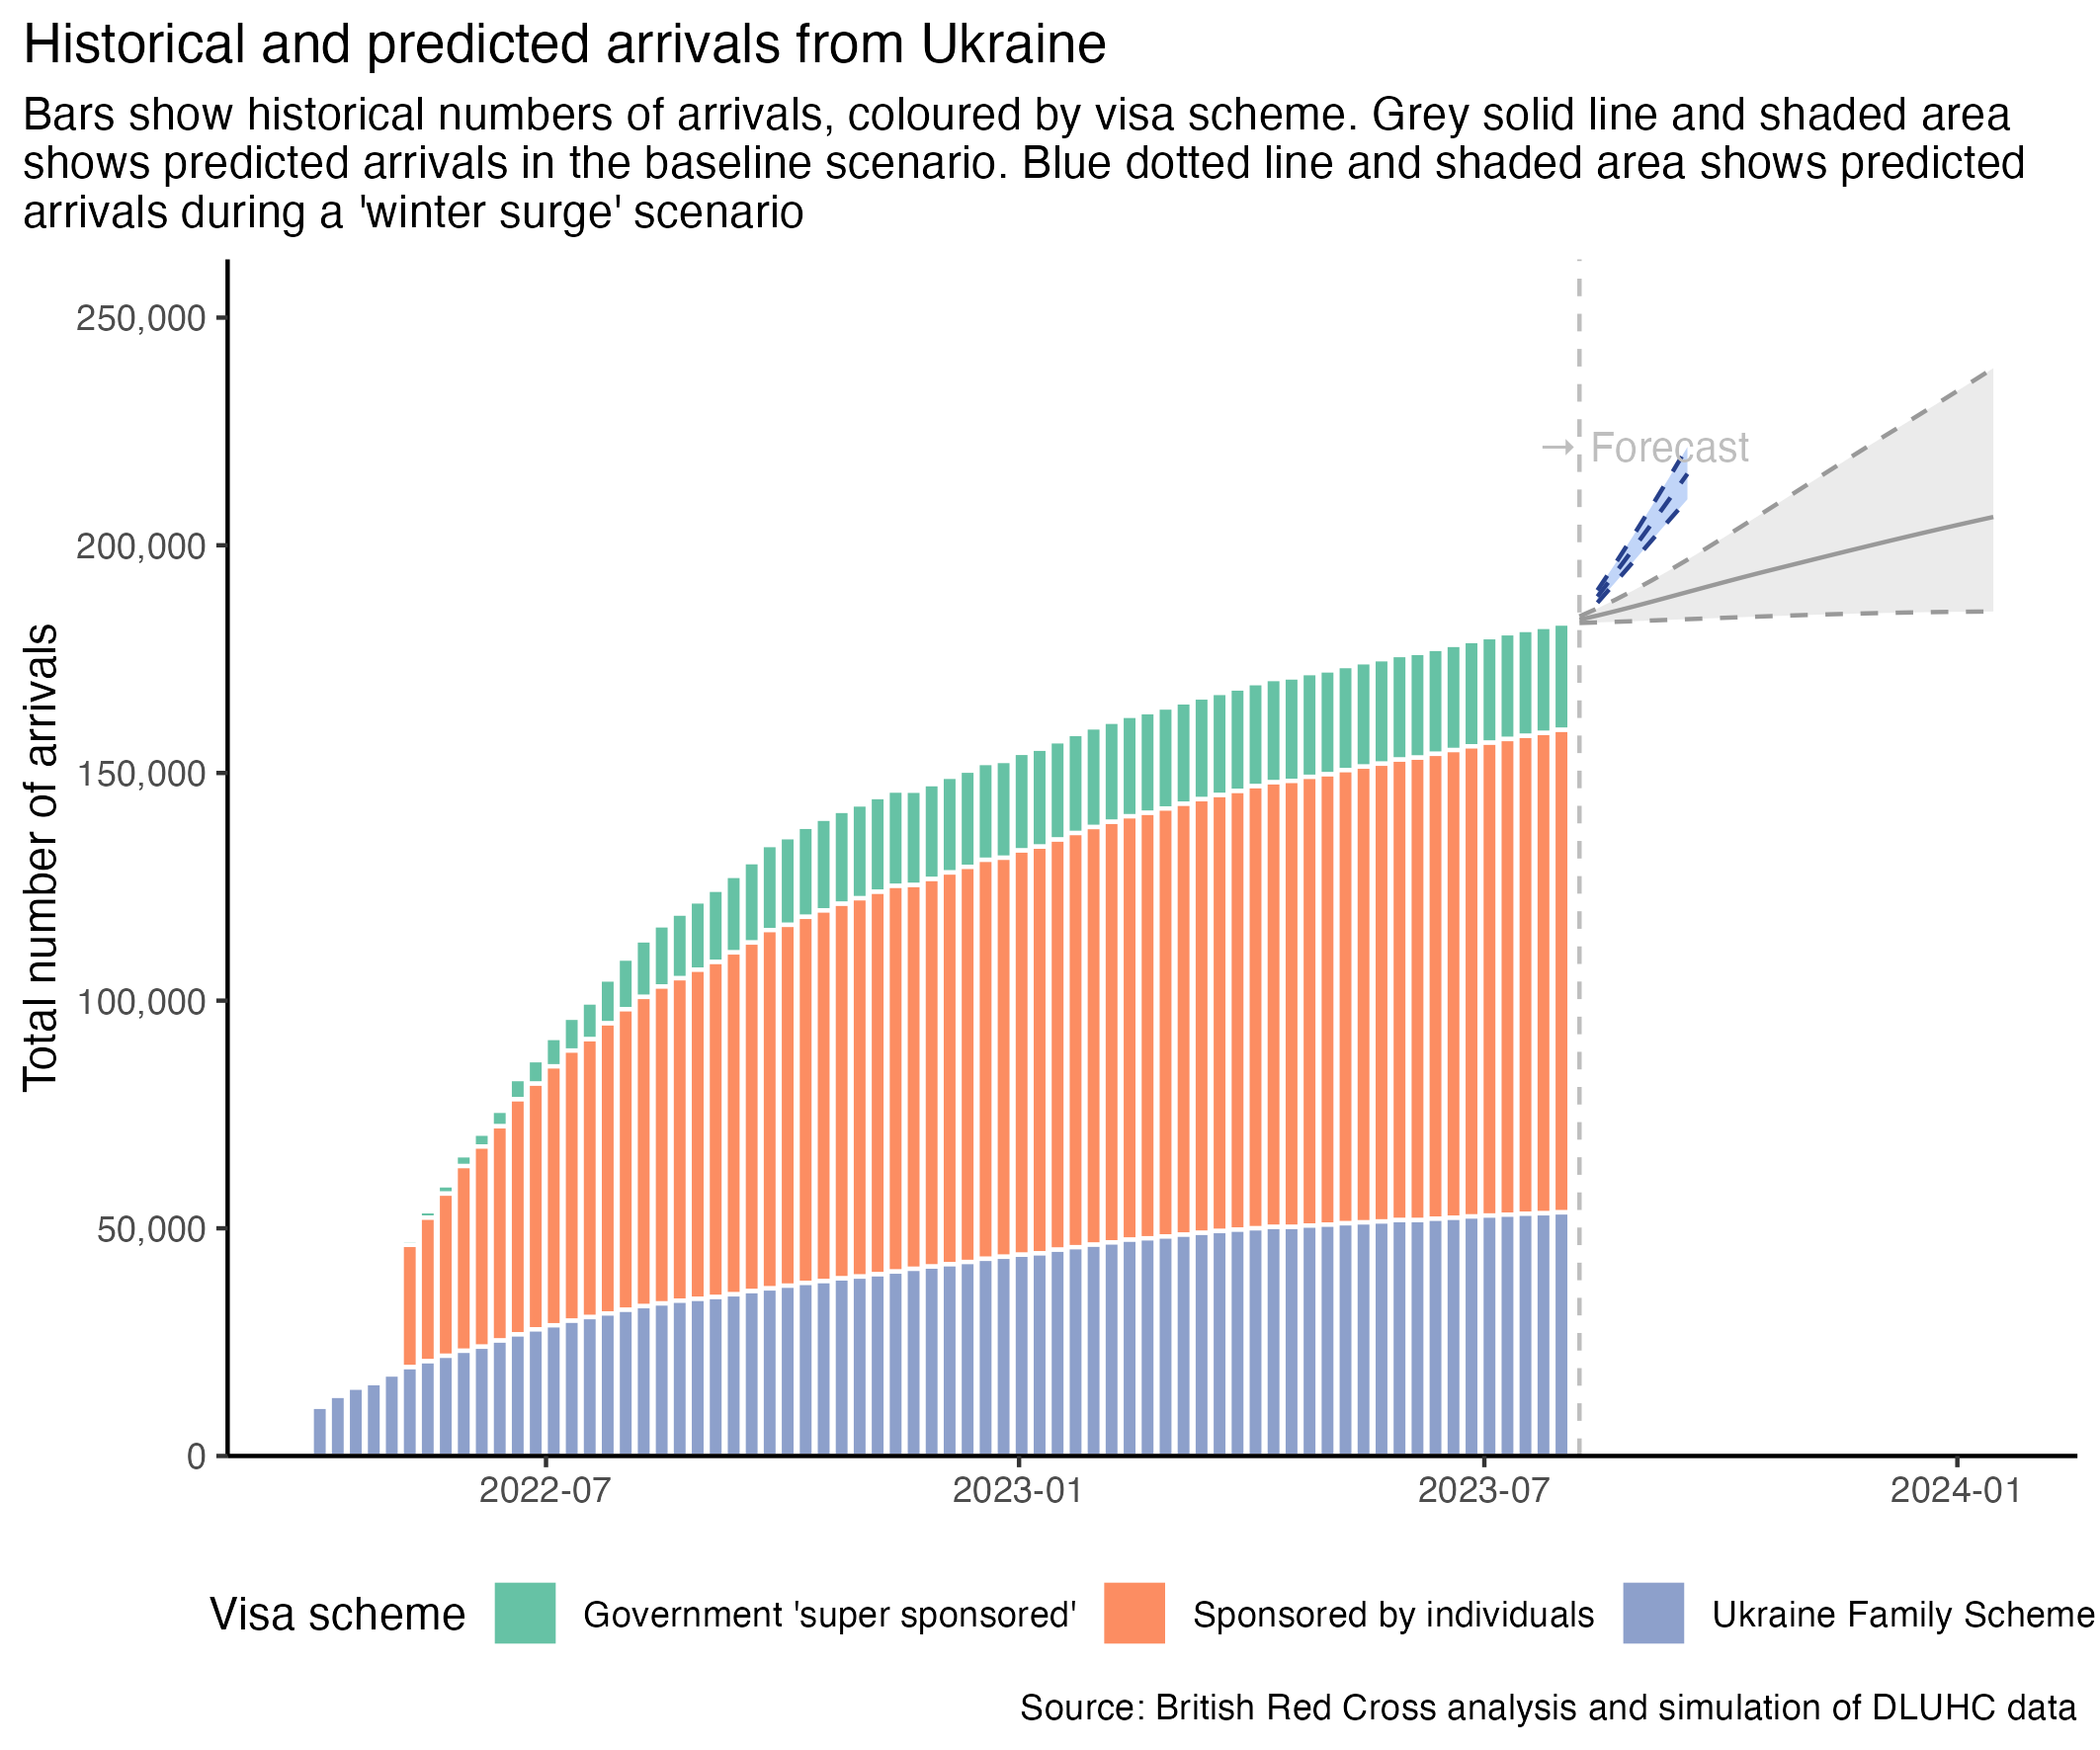 Historical and predicted arrivals from Ukraine
Bars show historical numbers of arrivals, coloured by visa scheme. Grey solid line and shaded area
shows predicted arrivals in the baseline scenario. Blue dotted line and shaded area shows predicted
arrivals during a 'winter surge' scenario
Total number of arrivals
250,000
200,000
150,000
100,000
50,000
0
→ Forecast
2022-07 2023-01 2023-07 2024-01
Visa scheme Government 'super sponsored' Sponsored by individuals Ukraine Family Scheme
Source: British Red Cross analysis and simulation of DLUHC data